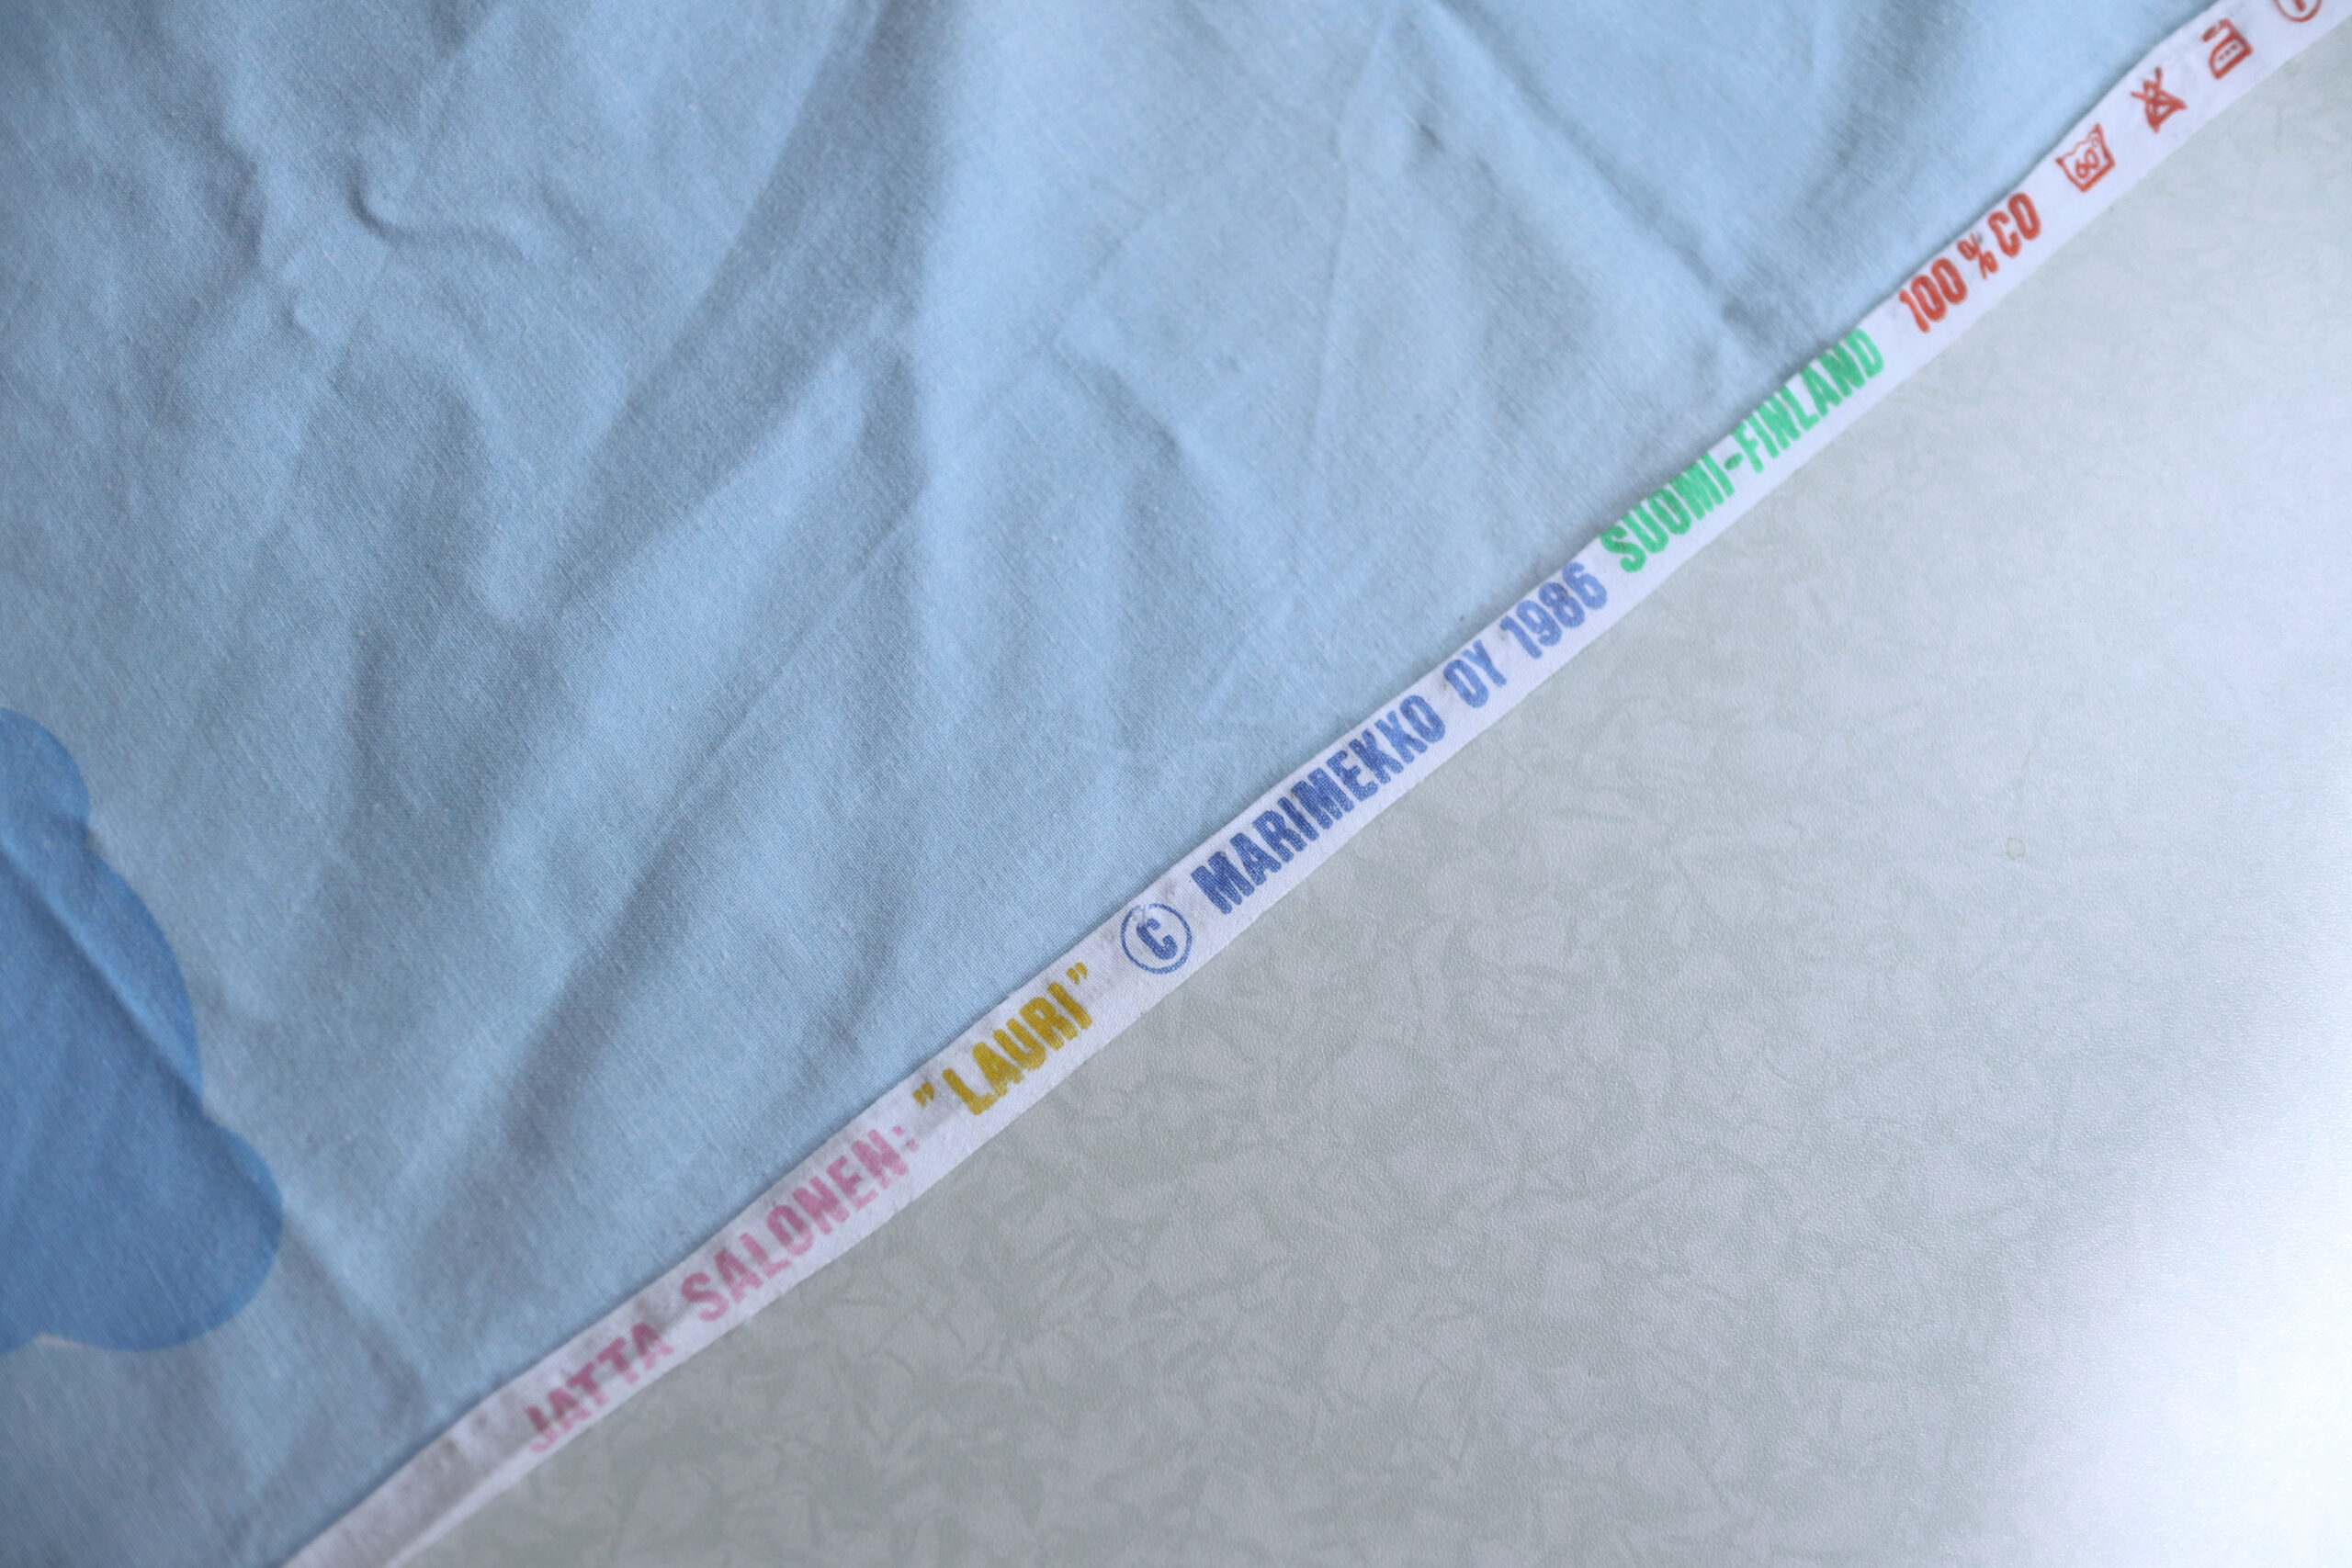 JATTA SALONEN: "LAURI" © MARIMEKKO OY 1986 SUOMI-FINLAND 100% CO 60°